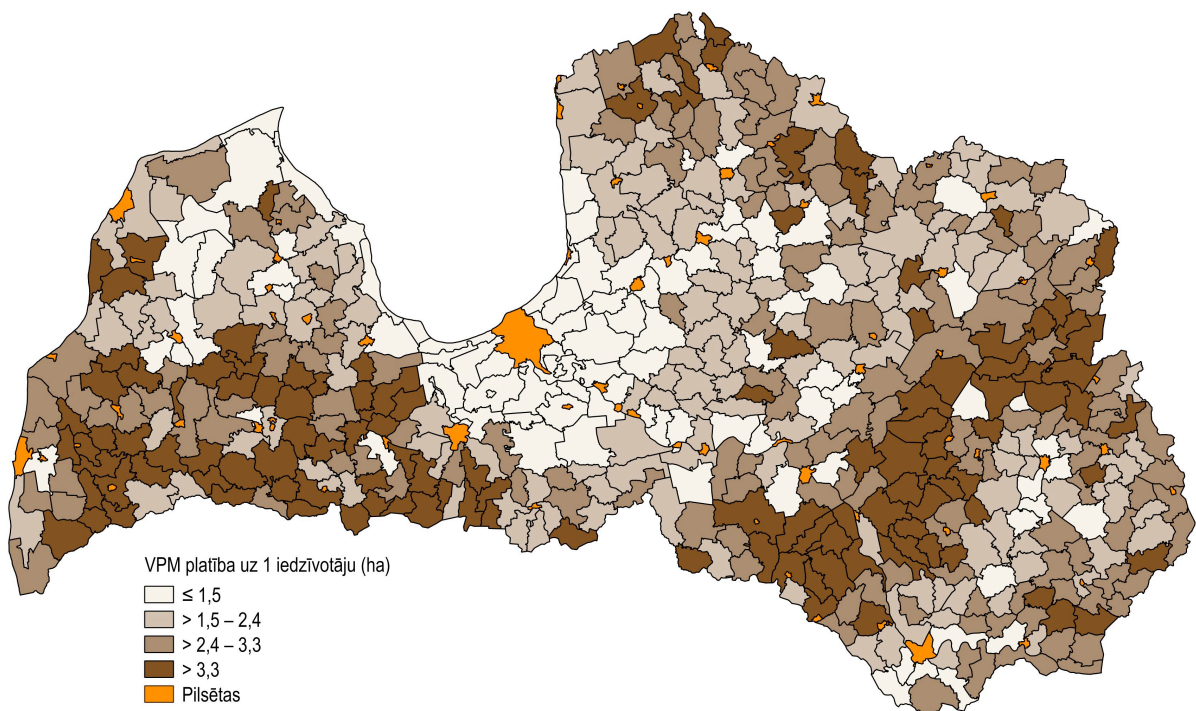 VPM platība uz 1 iedzīvotāju (ha)
≤ 1,5
> 1,5 – 2,4
> 2,4 – 3,3
> 3,3
Pilsētas